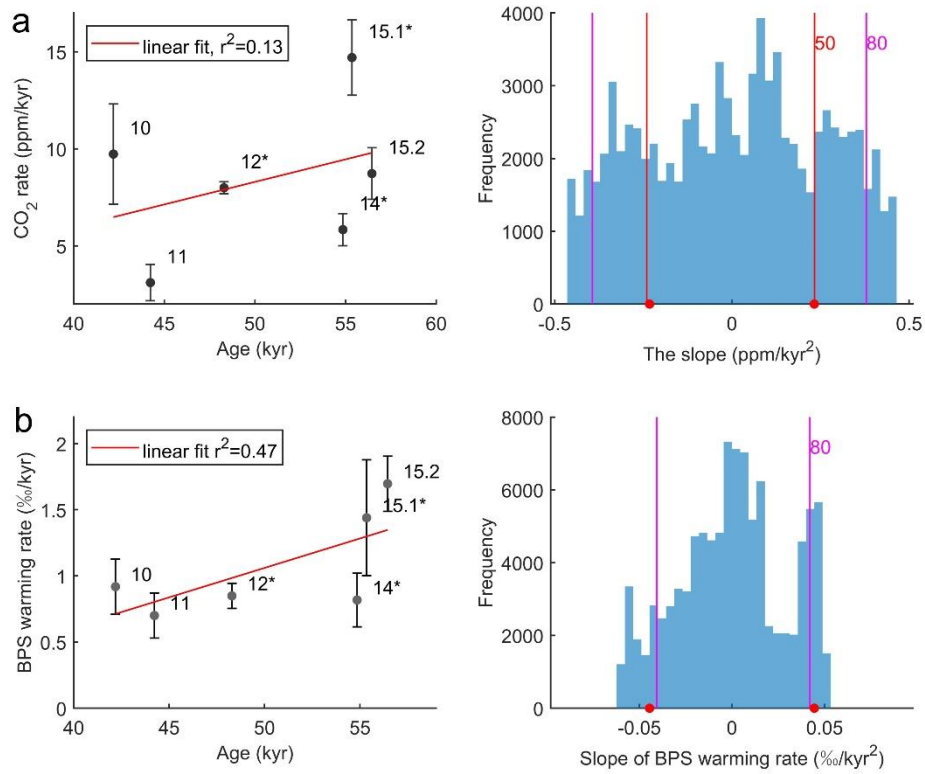 a
linear fit, r²=0.13
CO₂ rate (ppm/kyr)
15
10
5
10
11
12*
15.1*
15.2
14*
40 45 50 55 60
Age (kyr)
Frequency
4000
3000
2000
1000
0
50
80
-0.5 0 0.5
The slope (ppm/kyr²)
b
linear fit r²=0.47
BPS warming rate (‰/kyr)
2
1.5
1
0.5
0
10
11
12*
15.2
15.1*
14*
40 45 50 55
Age (kyr)
Frequency
8000
6000
4000
2000
0
80
-0.05 0 0.05
Slope of BPS warming rate (‰/kyr²)